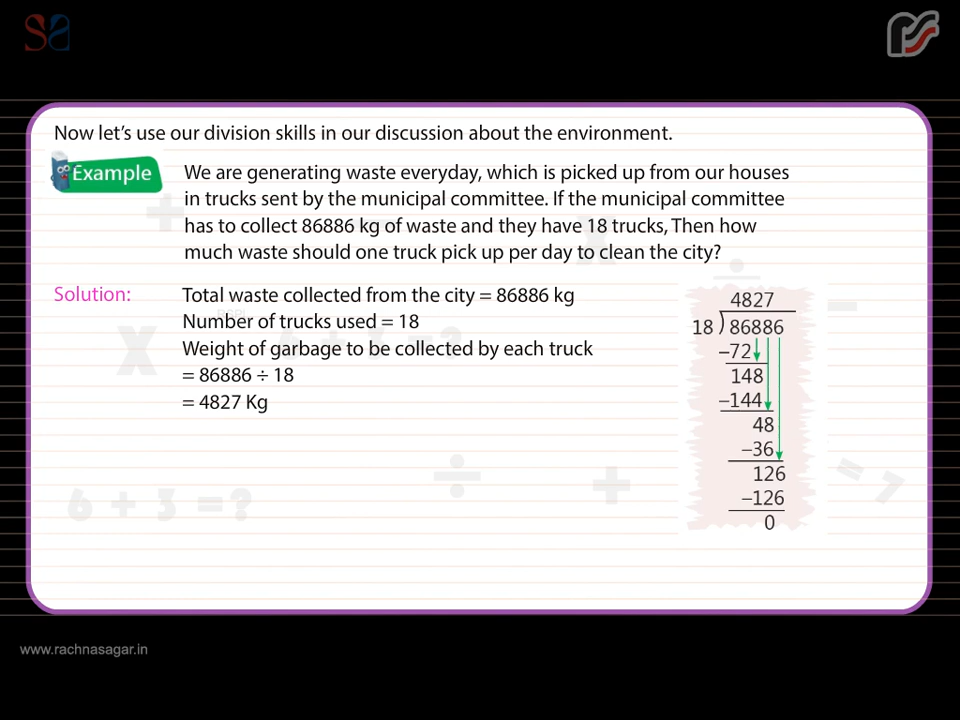 Now let's use our division skills in our discussion about the environment.
Example
We are generating waste everyday, which is picked up from our houses
in trucks sent by the municipal committee. If the municipal committee
has to collect 86886 kg of waste and they have 18 trucks, Then how
much waste should one truck pick up per day to clean the city?
Solution:
Total waste collected from the city = 86886 kg
Number of trucks used = 18
Weight of garbage to be collected by each truck
= 86886 ÷ 18
= 4827 Kg
4827
18 ) 86886
–72
148
–144
48
–36
126
–126
0
6 + 3 = ?
= 7
www.rachnasagar.in